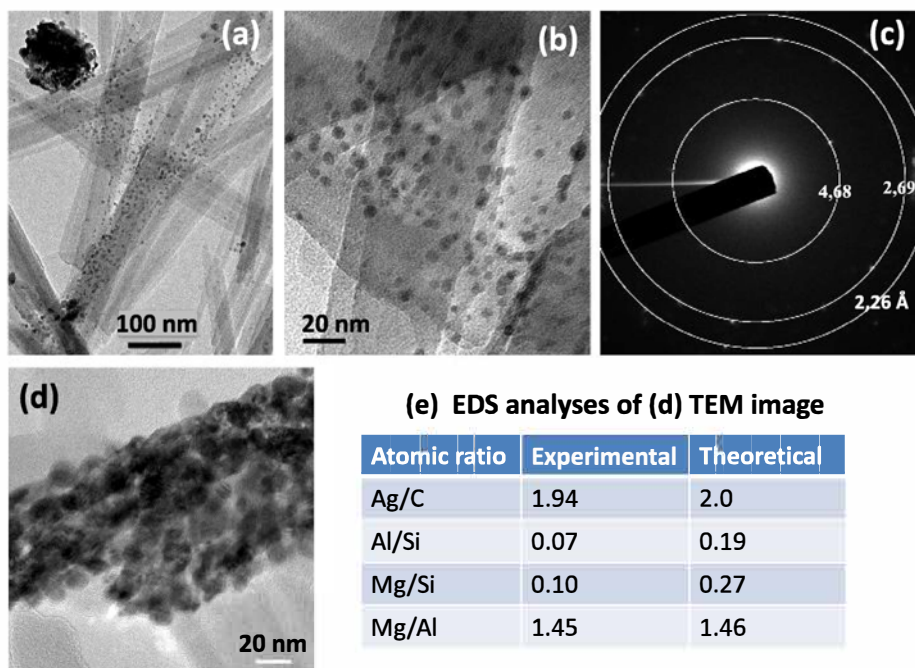 (a)
100 nm
(b)
20 nm
(c)
4,68
2,69
2,26 Å
(d)
20 nm
(e) EDS analyses of (d) TEM image
Atomic ratio Experimental Theoretical
Ag/C 1.94 2.0
Al/Si 0.07 0.19
Mg/Si 0.10 0.27
Mg/Al 1.45 1.46